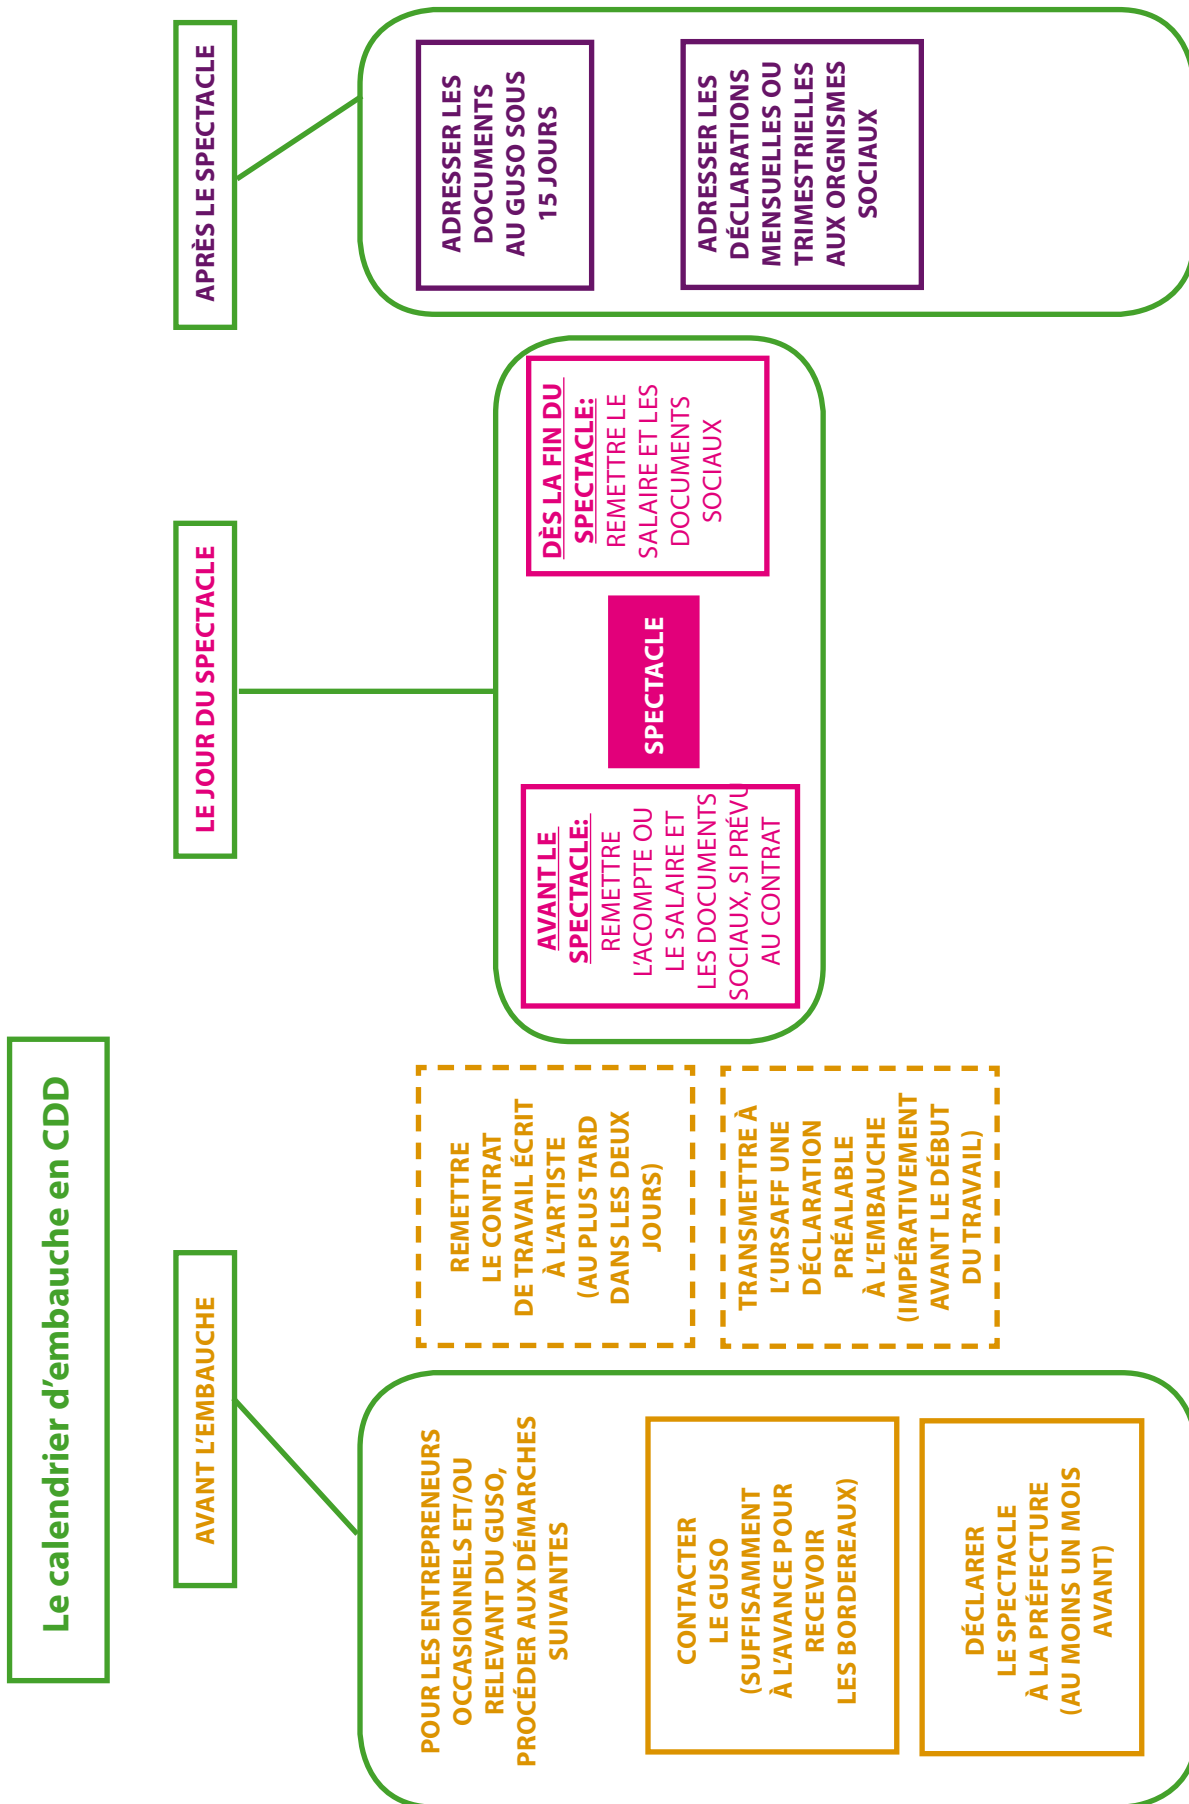 Le calendrier d'embauche en CDD
AVANT L'EMBAUCHE
POUR LES ENTREPRENEURS
OCCASIONNELS ET/OU
RELEVANT DU GUSO,
PROCÉDER AUX DÉMARCHES
SUIVANTES
CONTACTER
LE GUSO
(SUFFISAMMENT
À L'AVANCE POUR
RECEVOIR
LES BORDEREAUX)
DÉCLARER
LE SPECTACLE
À LA PRÉFECTURE
(AU MOINS UN MOIS
AVANT)
REMETTRE
LE CONTRAT
DE TRAVAIL ÉCRIT
À L'ARTISTE
(AU PLUS TARD
DANS LES DEUX
JOURS)
TRANSMETTRE À
L'URSAFF UNE
DÉCLARATION
PRÉALABLE
À L'EMBAUCHE
(IMPÉRATIVEMENT
AVANT LE DÉBUT
DU TRAVAIL)
LE JOUR DU SPECTACLE
AVANT LE
SPECTACLE:
REMETTRE
L'ACOMPTE OU
LE SALAIRE ET
LES DOCUMENTS
SOCIAUX, SI PRÉVU
AU CONTRAT
SPECTACLE
DÈS LA FIN DU
SPECTACLE:
REMETTRE LE
SALAIRE ET LES
DOCUMENTS
SOCIAUX
APRÈS LE SPECTACLE
ADRESSER LES
DOCUMENTS
AU GUSO SOUS
15 JOURS
ADRESSER LES
DÉCLARATIONS
MENSUELLES OU
TRIMESTRIELLES
AUX ORGNISMES
SOCIAUX